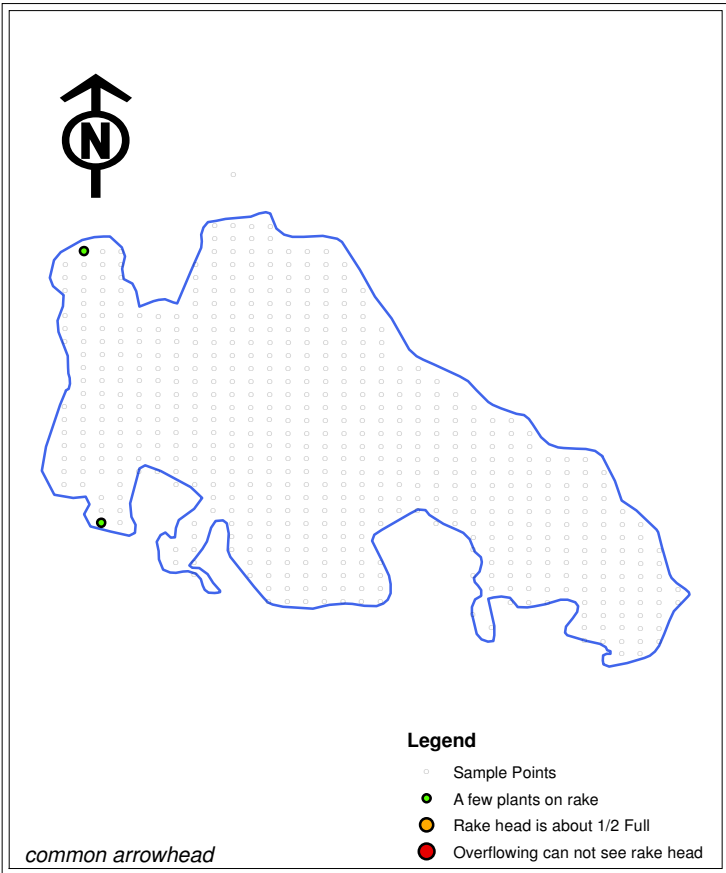 N
Legend
Sample Points
A few plants on rake
Rake head is about 1/2 Full
Overflowing can not see rake head
common arrowhead